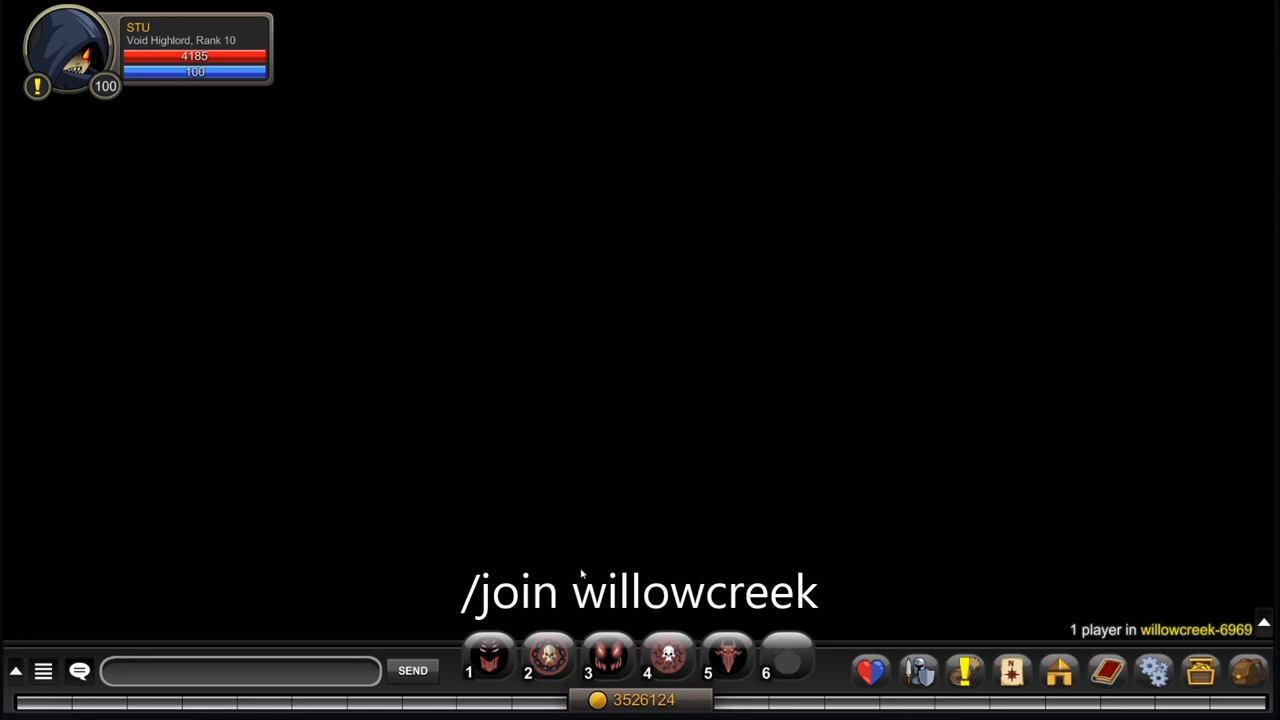 STU
Void Highlord, Rank 10
4185
100
!
100
/join willowcreek
1 player in willowcreek-6969
SEND
1 2 3 4 5 6
N
3526124